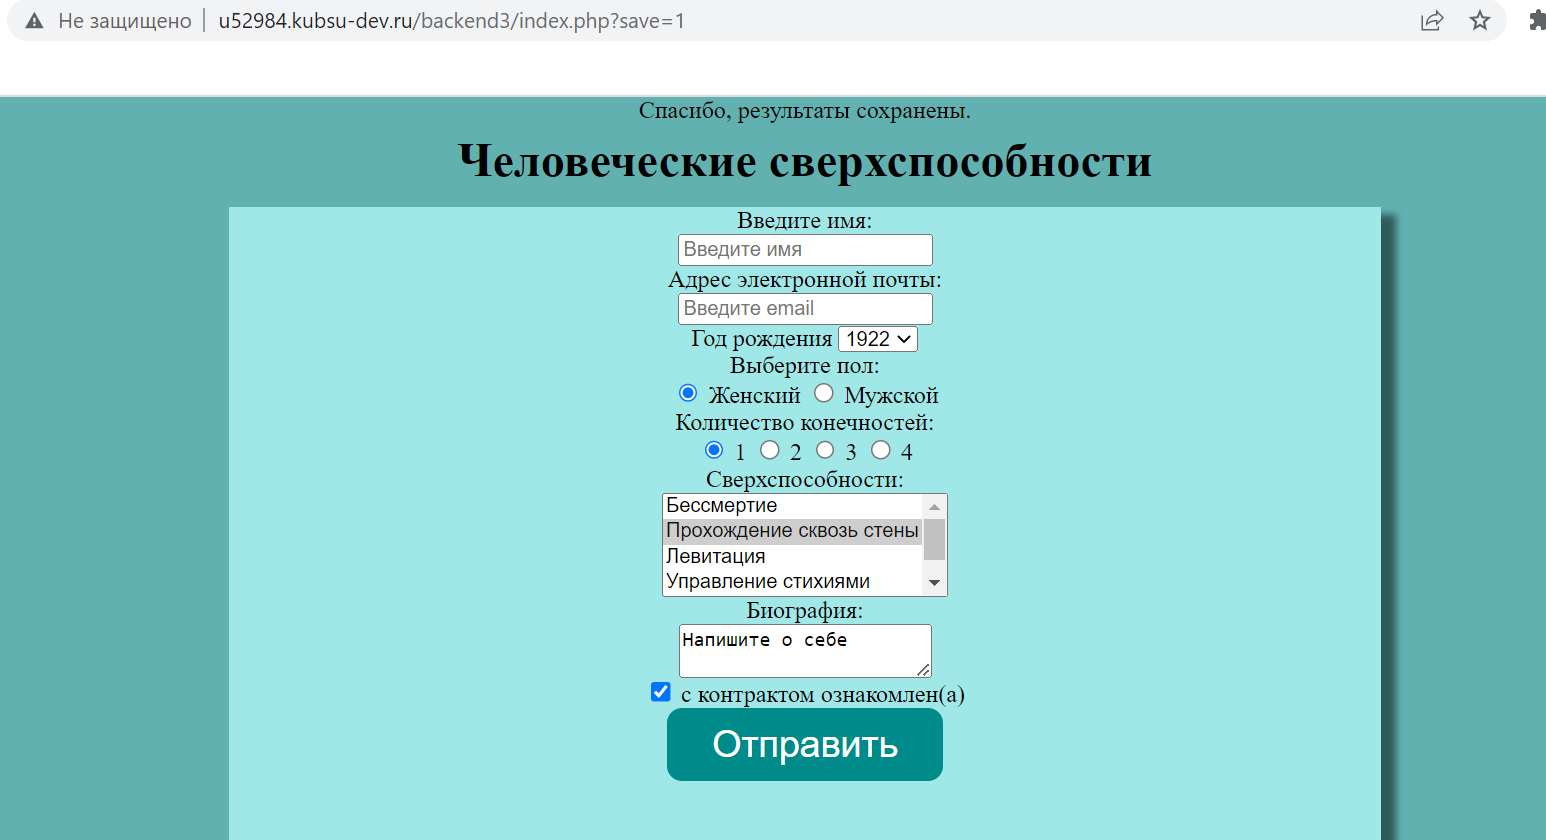 Не защищено u52984.kubsu-dev.ru/backend3/index.php?save=1
Спасибо, результаты сохранены.
Человеческие сверхспособности
Введите имя:
Введите имя
Адрес электронной почты:
Введите email
Год рождения 1922
Выберите пол:
Женский Мужской
Количество конечностей:
1 2 3 4
Сверхспособности:
Бессмертие
Прохождение сквозь стены
Левитация
Управление стихиями
Биография:
Напишите о себе
с контрактом ознакомлен(а)
Отправить